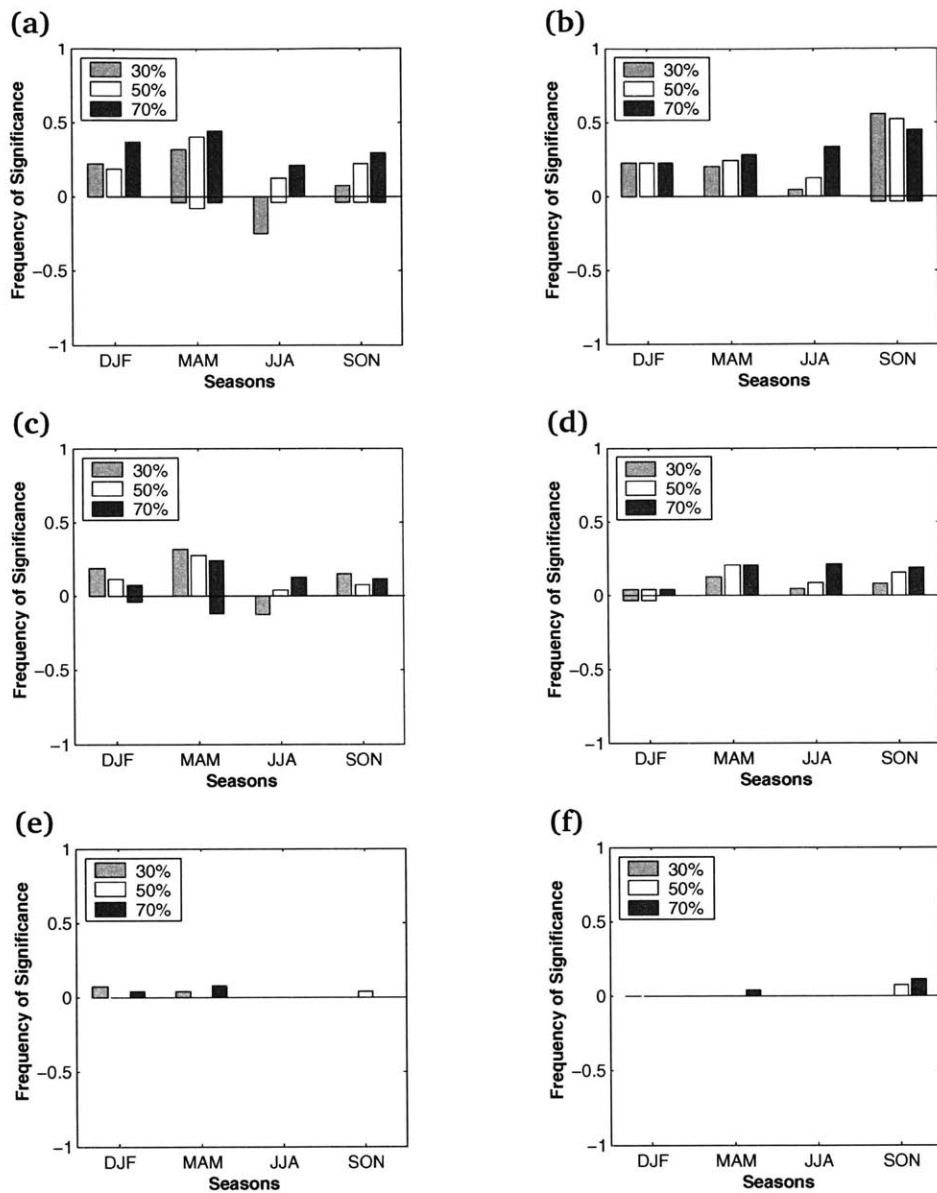 (a)
1
0.5
0
−0.5
−1
Frequency of Significance
30%
50%
70%
DJF
MAM
JJA
SON
Seasons
(b)
1
0.5
0
−0.5
−1
Frequency of Significance
30%
50%
70%
DJF
MAM
JJA
SON
Seasons
(c)
1
0.5
0
−0.5
−1
Frequency of Significance
30%
50%
70%
DJF
MAM
JJA
SON
Seasons
(d)
1
0.5
0
−0.5
−1
Frequency of Significance
30%
50%
70%
DJF
MAM
JJA
SON
Seasons
(e)
1
0.5
0
−0.5
−1
Frequency of Significance
30%
50%
70%
DJF
MAM
JJA
SON
Seasons
(f)
1
0.5
0
−0.5
−1
Frequency of Significance
30%
50%
70%
DJF
MAM
JJA
SON
Seasons